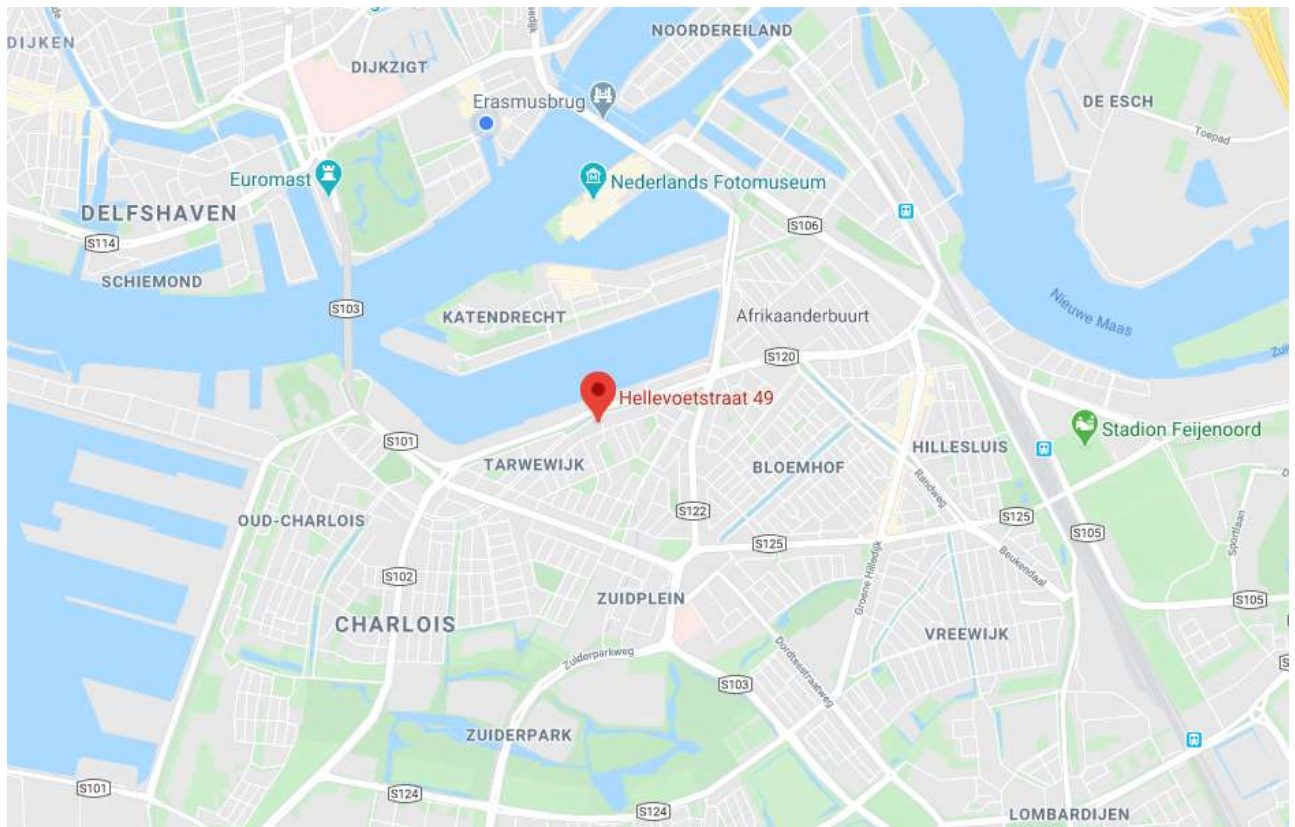 NOORDEREILAND
DIJKEN
DIJKZIGT
Erasmusbrug
DE ESCH
Toepad
Euromast
Nederlands Fotomuseum
DELFSHAVEN
S114
S106
SCHIEMOND
S103
KATENDRECHT
Afrikaanderbuurt
Nieuwe Maas
S120
Hellevoetstraat 49
Stadion Feijenoord
S101
TARWEWIJK
BLOEMHOF
HILLESLUIS
Randweg
OUD-CHARLOIS
S122
S125
S125
S105
Sportlaan
Groene Hilledijk
Beukendaal
S102
ZUIDPLEIN
S105
CHARLOIS
VREEWIJK
Zuiderparkweg
Dordtsestraatweg
S103
ZUIDERPARK
S101
S124
S124
LOMBARDIJEN